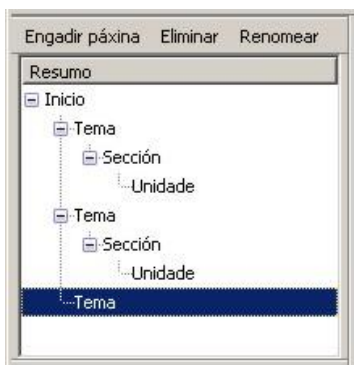 Engadir páxina Eliminar Renomear
Resumo
Inicio
Tema
Sección
Unidade
Tema
Sección
Unidade
Tema